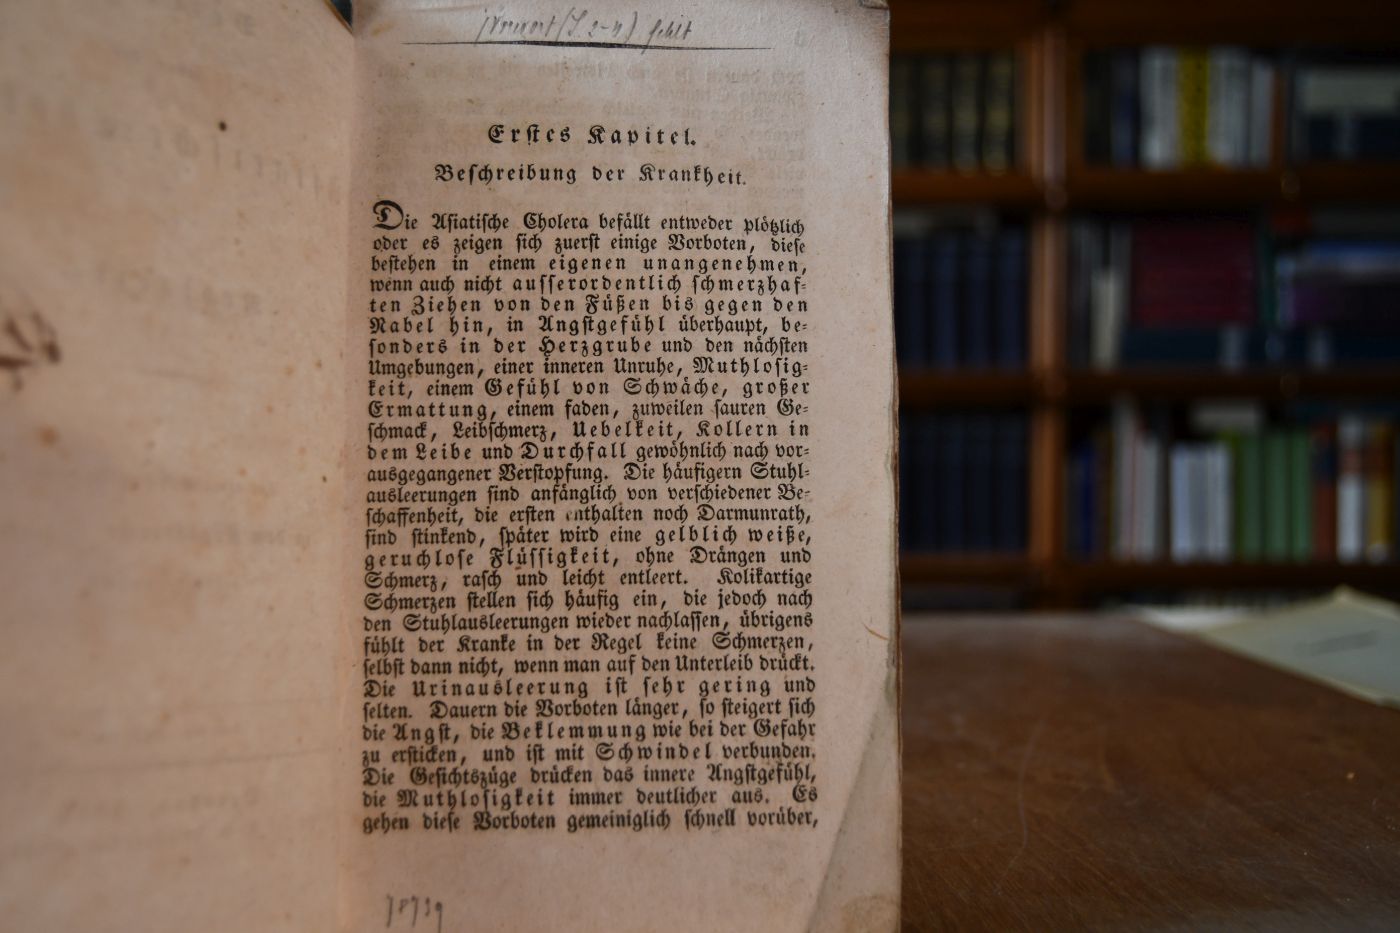 Vorwort (S 2-4) fehlt
Erstes Kapitel.
Beschreibung der Krankheit.
Die Asiatische Cholera befällt entweder plötzlich
oder es zeigen sich zuerst einige Vorboten, diese
bestehen in einem eigenen unangenehmen,
wenn auch nicht ausserordentlich schmerzhaf-
ten Ziehen von den Füßen bis gegen den
Nabel hin, in Angstgefühl überhaupt, be-
sonders in der Herzgrube und den nächsten
Umgebungen, einer inneren Unruhe, Muthlosig-
keit, einem Gefühl von Schwäche, großer
Ermattung, einem faden, zuweilen sauren Ge-
schmack, Leibschmerz, Uebelkeit, Kollern in
dem Leibe und Durchfall gewöhnlich nach vor-
ausgegangener Verstopfung. Die häufigern Stuhl-
ausleerungen sind anfänglich von verschiedener Be-
schaffenheit, die ersten enthalten noch Darmunrath,
sind stinkend, später wird eine gelblich weiße,
geruchlose Flüssigkeit, ohne Drängen und
Schmerz, rasch und leicht entleert. Kolikartige
Schmerzen stellen sich häufig ein, die jedoch nach
den Stuhlausleerungen wieder nachlassen, übrigens
fühlt der Kranke in der Regel keine Schmerzen,
selbst dann nicht, wenn man auf den Unterleib drückt.
Die Urinausleerung ist sehr gering und
selten. Dauern die Vorboten länger, so steigert sich
die Angst, die Beklemmung wie bei der Gefahr
zu ersticken, und ist mit Schwindel verbunden.
Die Gesichtszüge drücken das innere Angstgefühl,
die Muthlosigkeit immer deutlicher aus. Es
gehen diese Vorboten gemeiniglich schnell vorüber,